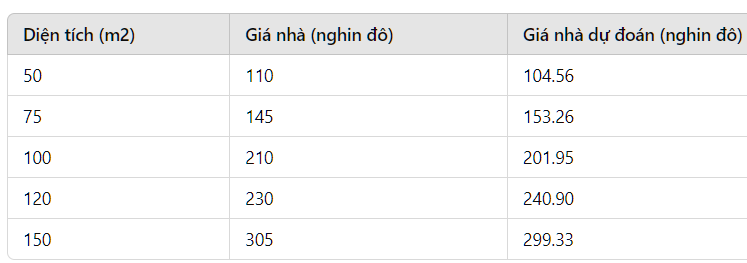 Diện tích (m2) Giá nhà (nghin đô) Giá nhà dự đoán (nghin đô)
50 110 104.56
75 145 153.26
100 210 201.95
120 230 240.90
150 305 299.33